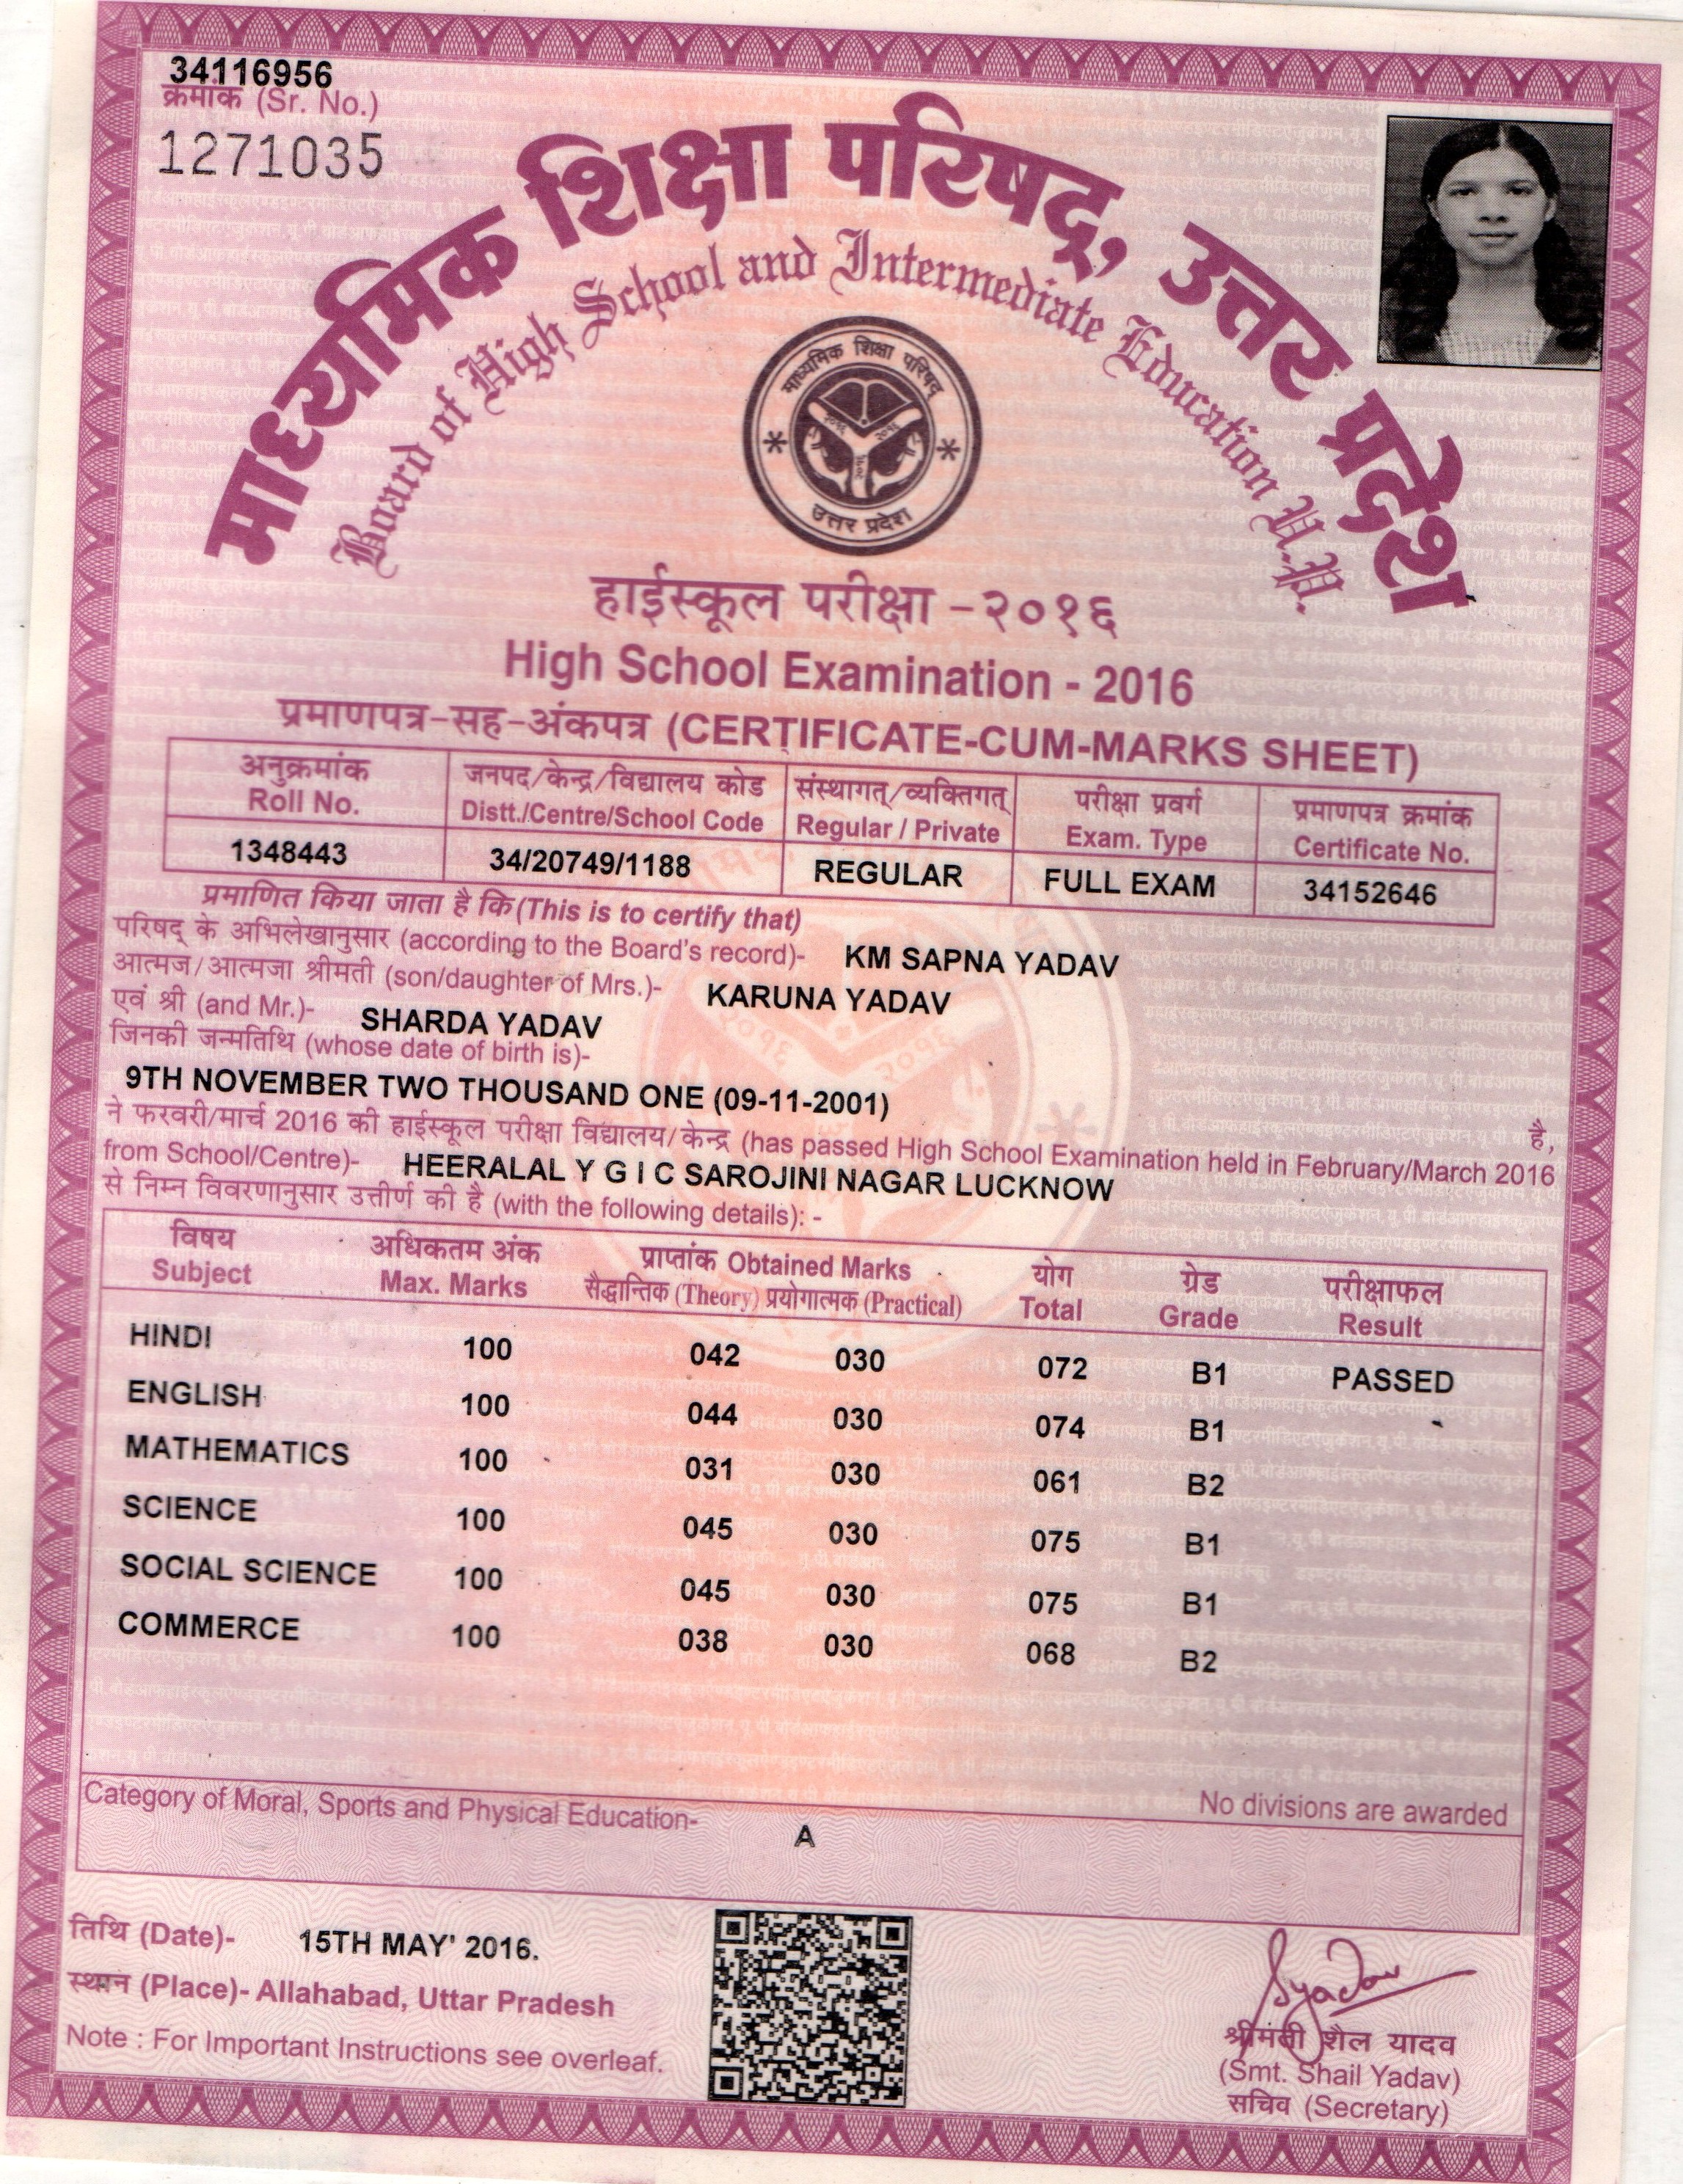 34116956
क्रमांक (Sr. No.)
1271035
माध्यमिक शिक्षा परिषद्, उत्तर प्रदेश
Board of High School and Intermediate Education U.P.
माध्यमिक शिक्षा परिषद्
उत्तर प्रदेश
हाईस्कूल परीक्षा -२०१६
High School Examination - 2016
प्रमाणपत्र-सह-अंकपत्र (CERTIFICATE-CUM-MARKS SHEET)
अनुक्रमांक जनपद/केन्द्र/विद्यालय कोड संस्थागत्/व्यक्तिगत् परीक्षा प्रवर्ग प्रमाणपत्र क्रमांक
Roll No. Distt./Centre/School Code Regular / Private Exam. Type Certificate No.
1348443 34/20749/1188 REGULAR FULL EXAM 34152646
प्रमाणित किया जाता है कि (This is to certify that)
परिषद् के अभिलेखानुसार (according to the Board's record)- KM SAPNA YADAV
आत्मज/आत्मजा श्रीमती (son/daughter of Mrs.)- KARUNA YADAV
एवं श्री (and Mr.)- SHARDA YADAV
जिनकी जन्मतिथि (whose date of birth is)-
9TH NOVEMBER TWO THOUSAND ONE (09-11-2001)
ने फरवरी/मार्च 2016 की हाईस्कूल परीक्षा विद्यालय/केन्द्र (has passed High School Examination held in February/March 2016 है,
from School/Centre)- HEERALAL Y G I C SAROJINI NAGAR LUCKNOW
से निम्न विवरणानुसार उत्तीर्ण की है (with the following details): -
विषय अधिकतम अंक प्राप्तांक Obtained Marks योग ग्रेड परीक्षाफल
Subject Max. Marks सैद्धान्तिक (Theory) प्रयोगात्मक (Practical) Total Grade Result
HINDI 100 042 030 072 B1 PASSED
ENGLISH 100 044 030 074 B1
MATHEMATICS 100 031 030 061 B2
SCIENCE 100 045 030 075 B1
SOCIAL SCIENCE 100 045 030 075 B1
COMMERCE 100 038 030 068 B2
Category of Moral, Sports and Physical Education- A No divisions are awarded
तिथि (Date)- 15TH MAY' 2016.
स्थान (Place)- Allahabad, Uttar Pradesh
Note : For Important Instructions see overleaf.
Syadav
श्रीमती शैल यादव
(Smt. Shail Yadav)
सचिव (Secretary)